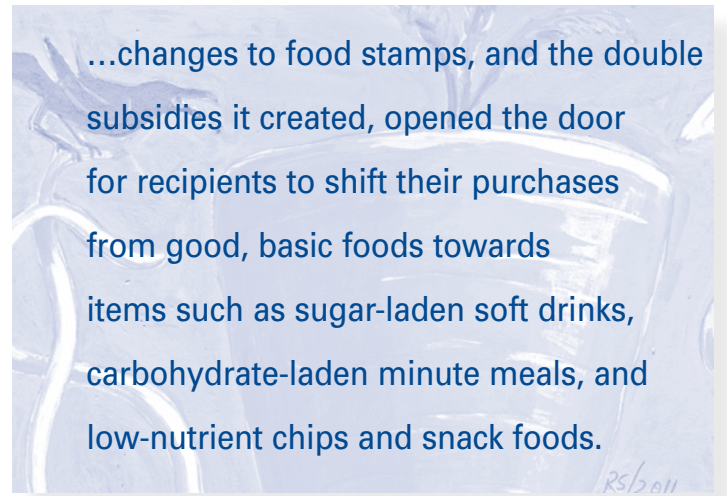 …changes to food stamps, and the double
subsidies it created, opened the door
for recipients to shift their purchases
from good, basic foods towards
items such as sugar-laden soft drinks,
carbohydrate-laden minute meals, and
low-nutrient chips and snack foods.
RS/2011